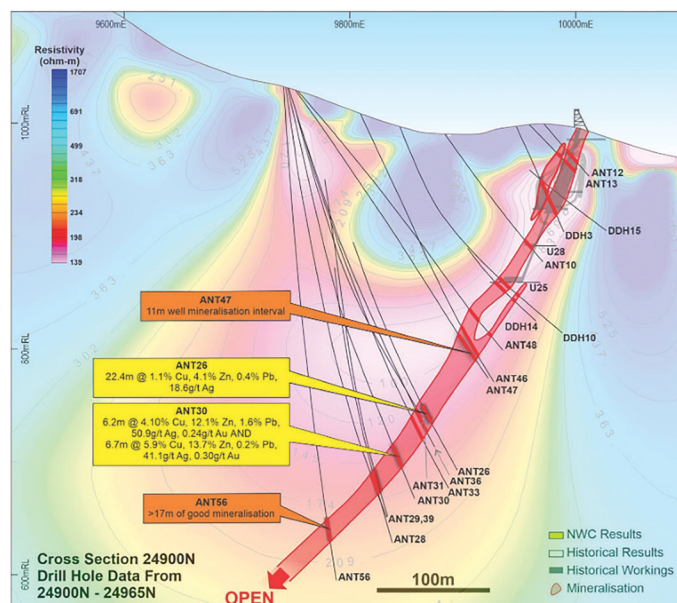 9600mE
9800mE
10000mE
Resistivity
(ohm-m)
1707
691
448
318
234
198
139
1000mRL
800mRL
600mRL
ANT12
ANT13
DDH15
DDH3
U28
ANT10
U25
DDH14
DDH10
ANT48
ANT46
ANT47
ANT47
11m well mineralisation interval
ANT26
22.4m @ 1.1% Cu, 4.1% Zn, 0.4% Pb,
18.6g/t Ag
ANT30
6.2m @ 4.10% Cu, 12.1% Zn, 1.6% Pb,
50.9g/t Ag, 0.24g/t Au AND
6.7m @ 5.9% Cu, 13.7% Zn, 0.2% Pb,
41.1g/t Ag, 0.30g/t Au
ANT26
ANT36
ANT31
ANT33
ANT30
ANT56
>17m of good mineralisation
ANT29,39
ANT28
ANT56
Cross Section 24900N
Drill Hole Data From
24900N - 24965N
OPEN
100m
NWC Results
Historical Results
Historical Workings
Mineralisation
363
302
363
209
209